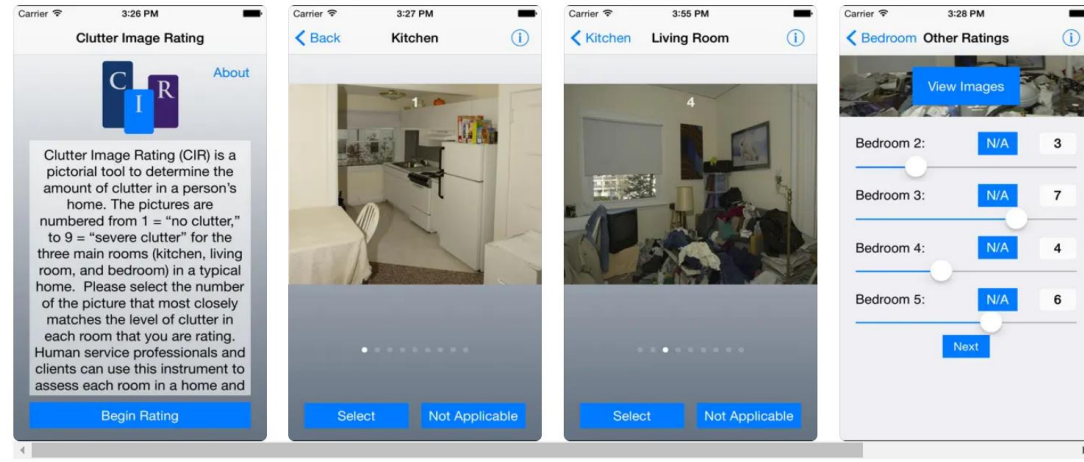 Carrier 3:26 PM
Clutter Image Rating
About
C
I
R
Clutter Image Rating (CIR) is a
pictorial tool to determine the
amount of clutter in a person's
home. The pictures are
numbered from 1 = “no clutter,”
to 9 = “severe clutter” for the
three main rooms (kitchen, living
room, and bedroom) in a typical
home. Please select the number
of the picture that most closely
matches the level of clutter in
each room that you are rating.
Human service professionals and
clients can use this instrument to
assess each room in a home and
Begin Rating
Carrier 3:27 PM
Back Kitchen i
1
Select Not Applicable
Carrier 3:55 PM
Kitchen Living Room i
4
Select Not Applicable
Carrier 3:28 PM
Bedroom Other Ratings i
View Images
Bedroom 2: N/A 3
Bedroom 3: N/A 7
Bedroom 4: N/A 4
Bedroom 5: N/A 6
Next